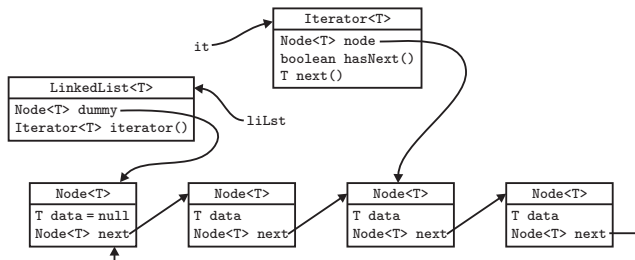 Iterator<T>
it
Node<T> node
boolean hasNext()
T next()
LinkedList<T>
Node<T> dummy
Iterator<T> iterator()
liLst
Node<T>
T data = null
Node<T> next
Node<T>
T data
Node<T> next
Node<T>
T data
Node<T> next
Node<T>
T data
Node<T> next